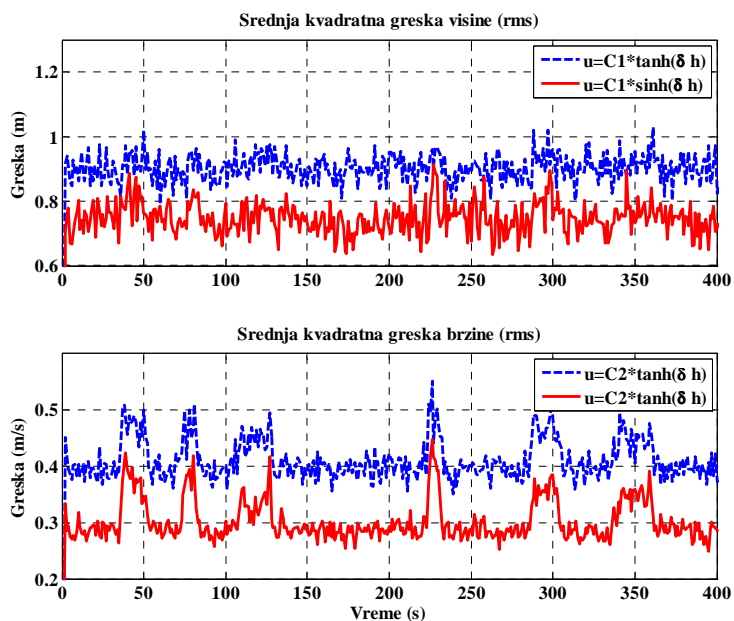 Srednja kvadratna greska visine (rms)
u=C1*tanh(δ h)
u=C1*sinh(δ h)
Greska (m)
1.2
1
0.8
0.6
0 50 100 150 200 250 300 350 400
Srednja kvadratna greska brzine (rms)
u=C2*tanh(δ h)
u=C2*tanh(δ h)
Greska (m/s)
0.5
0.4
0.3
0.2
0 50 100 150 200 250 300 350 400
Vreme (s)